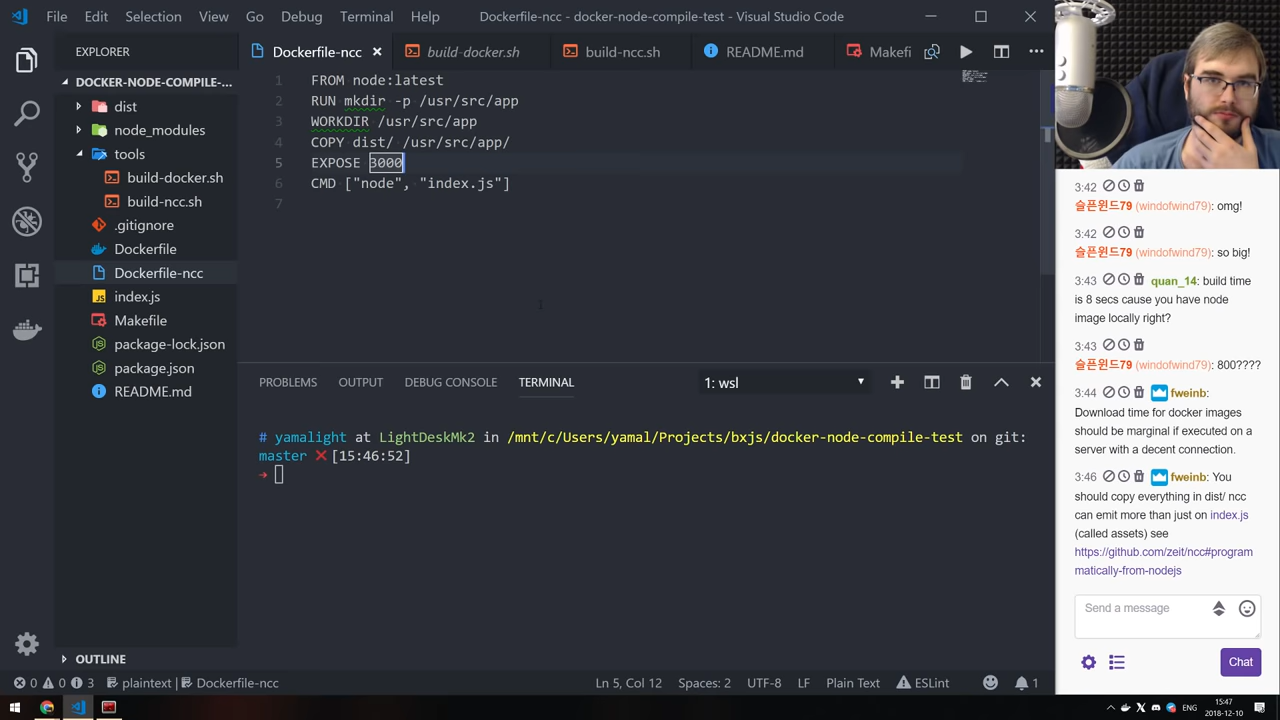 File Edit Selection View Go Debug Terminal Help
Dockerfile-ncc - docker-node-compile-test - Visual Studio Code
EXPLORER
DOCKER-NODE-COMPILE-...
dist
node_modules
tools
build-docker.sh
build-ncc.sh
.gitignore
Dockerfile
Dockerfile-ncc
index.js
Makefile
package-lock.json
package.json
README.md
OUTLINE
Dockerfile-ncc build-docker.sh build-ncc.sh README.md Makefi
1 FROM node:latest
2 RUN mkdir -p /usr/src/app
3 WORKDIR /usr/src/app
4 COPY dist/ /usr/src/app/
5 EXPOSE 3000
6 CMD ["node", "index.js"]
7
PROBLEMS OUTPUT DEBUG CONSOLE TERMINAL 1: wsl
# yamalight at LightDeskMk2 in /mnt/c/Users/yamal/Projects/bxjs/docker-node-compile-test on git:
master ❌ [15:46:52]
➜
0 0 3 plaintext Dockerfile-ncc Ln 5, Col 12 Spaces: 2 UTF-8 LF Plain Text ESLint 1
3:42
슬픈윈드79 (windofwind79): omg!
3:42
슬픈윈드79 (windofwind79): so big!
3:43 quan_14: build time
is 8 secs cause you have node
image locally right?
3:43
슬픈윈드79 (windofwind79): 800????
3:44 fweinb:
Download time for docker images
should be marginal if executed on a
server with a decent connection.
3:46 fweinb: You
should copy everything in dist/ ncc
can emit more than just on index.js
(called assets) see
https://github.com/zeit/ncc#program
matically-from-nodejs
Send a message
Chat
ENG
15:47
2018-12-10